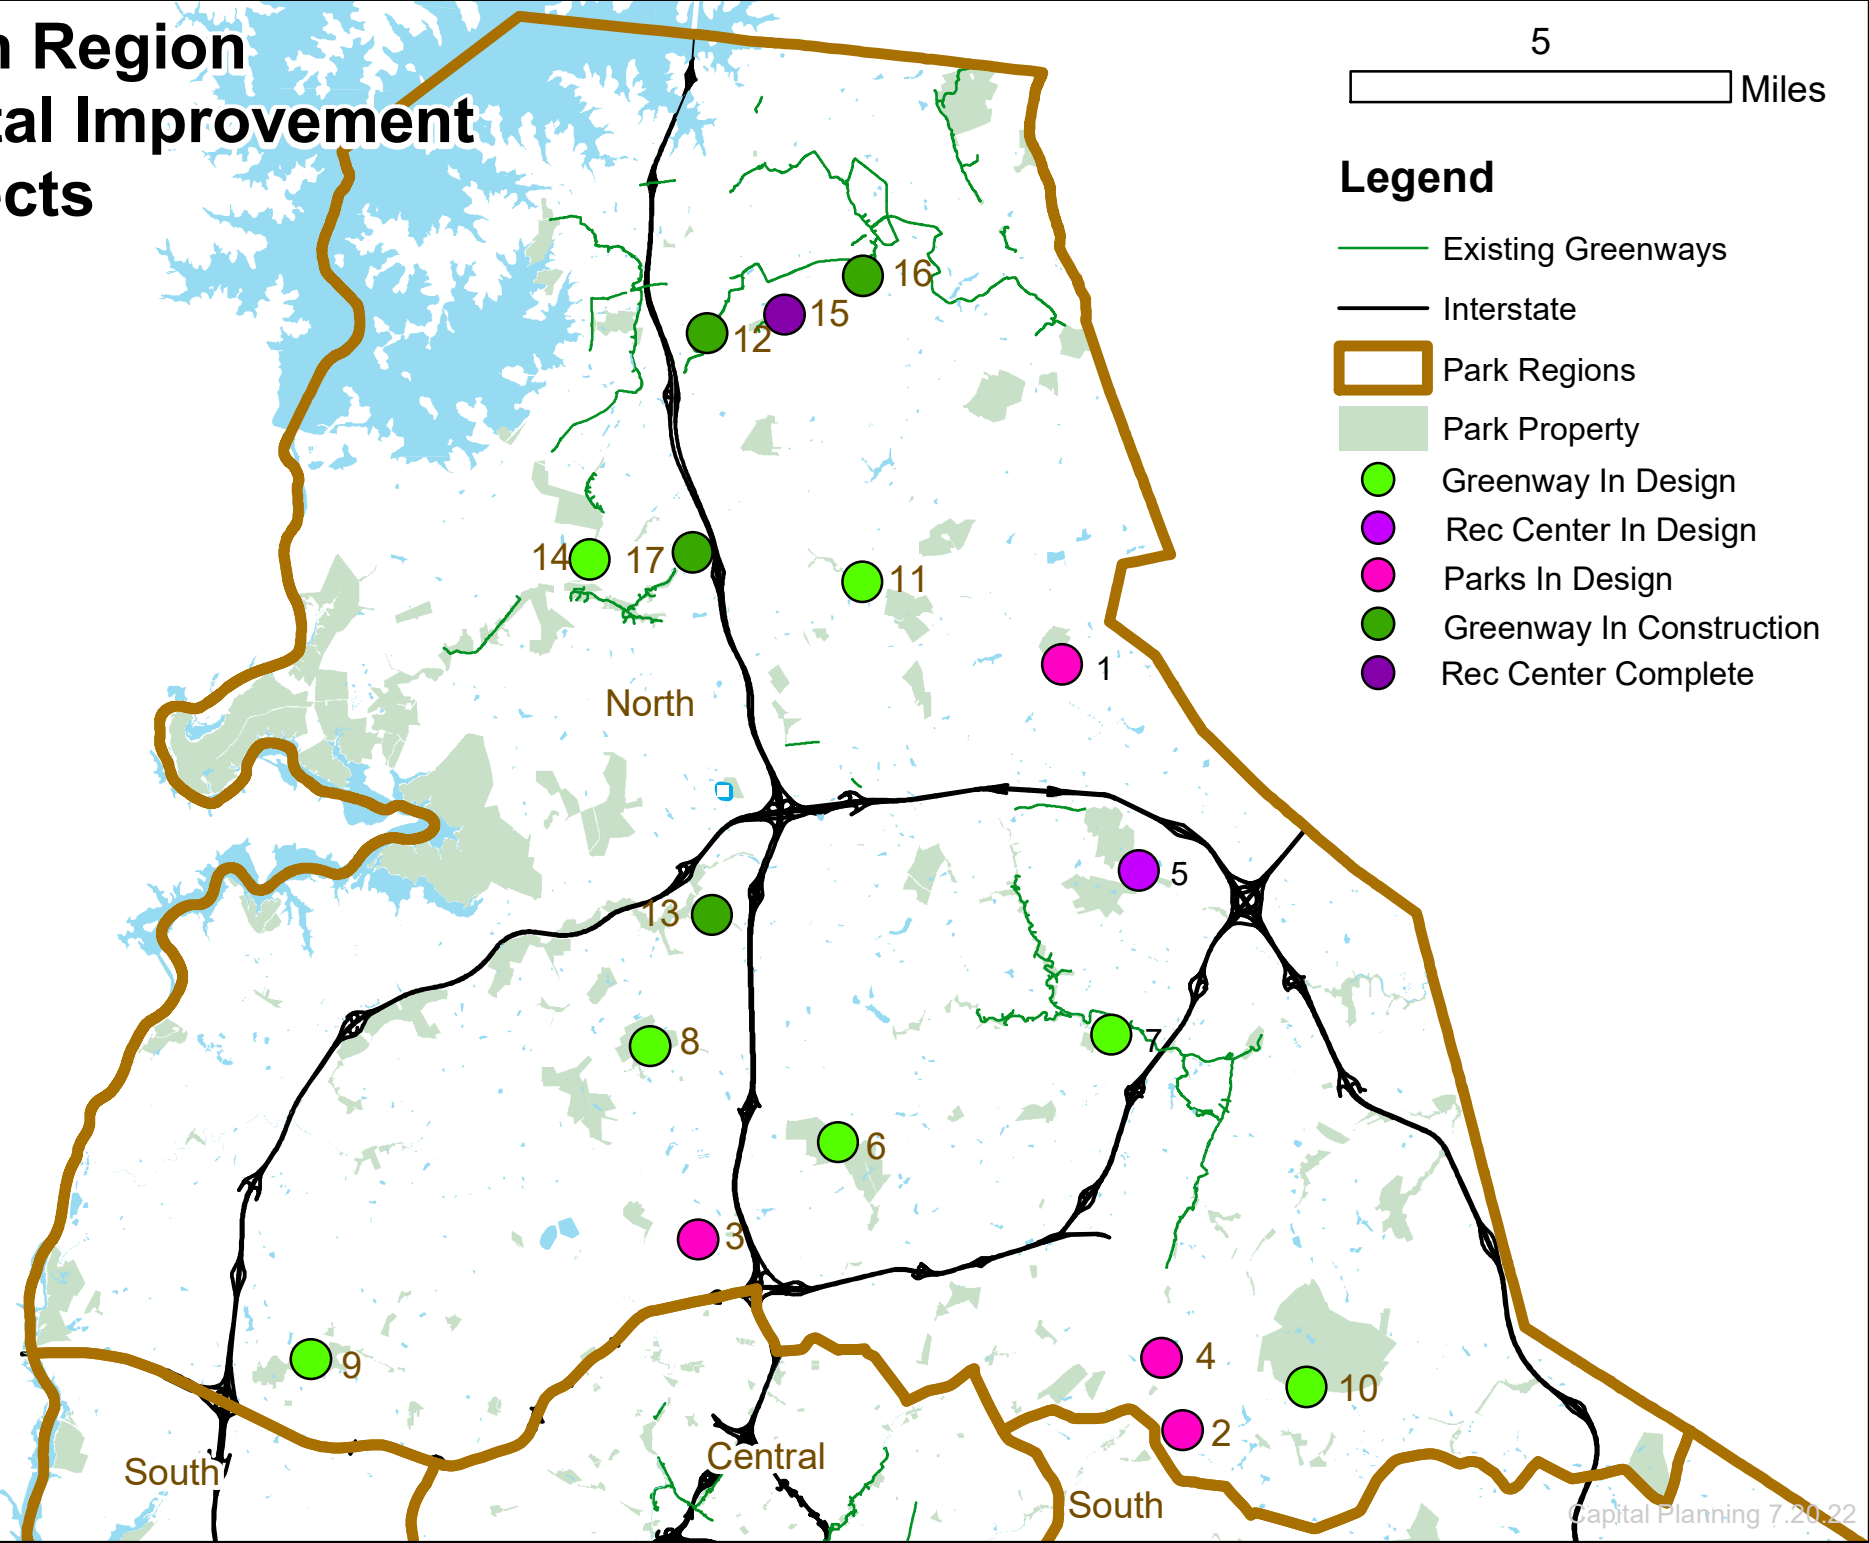 n Region
tal Improvement
ects
5
Miles
Legend
Existing Greenways
Interstate
Park Regions
Park Property
Greenway In Design
Rec Center In Design
Parks In Design
Greenway In Construction
Rec Center Complete
16
15
12
14
17
11
1
North
5
13
8
7
6
3
4
9
10
2
Central
South
South
Capital Planning 7.20.22